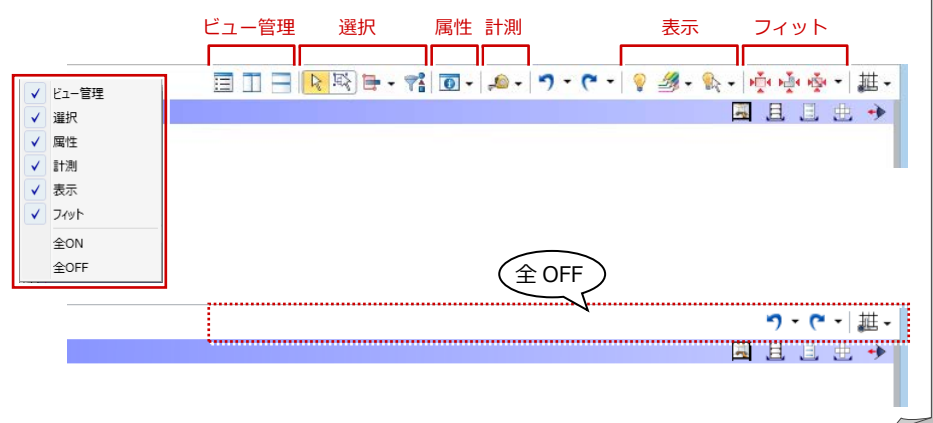 ビュー管理 選択 属性 計測 表示 フィット
ビュー管理
選択
属性
計測
表示
フィット
全ON
全OFF
全 OFF